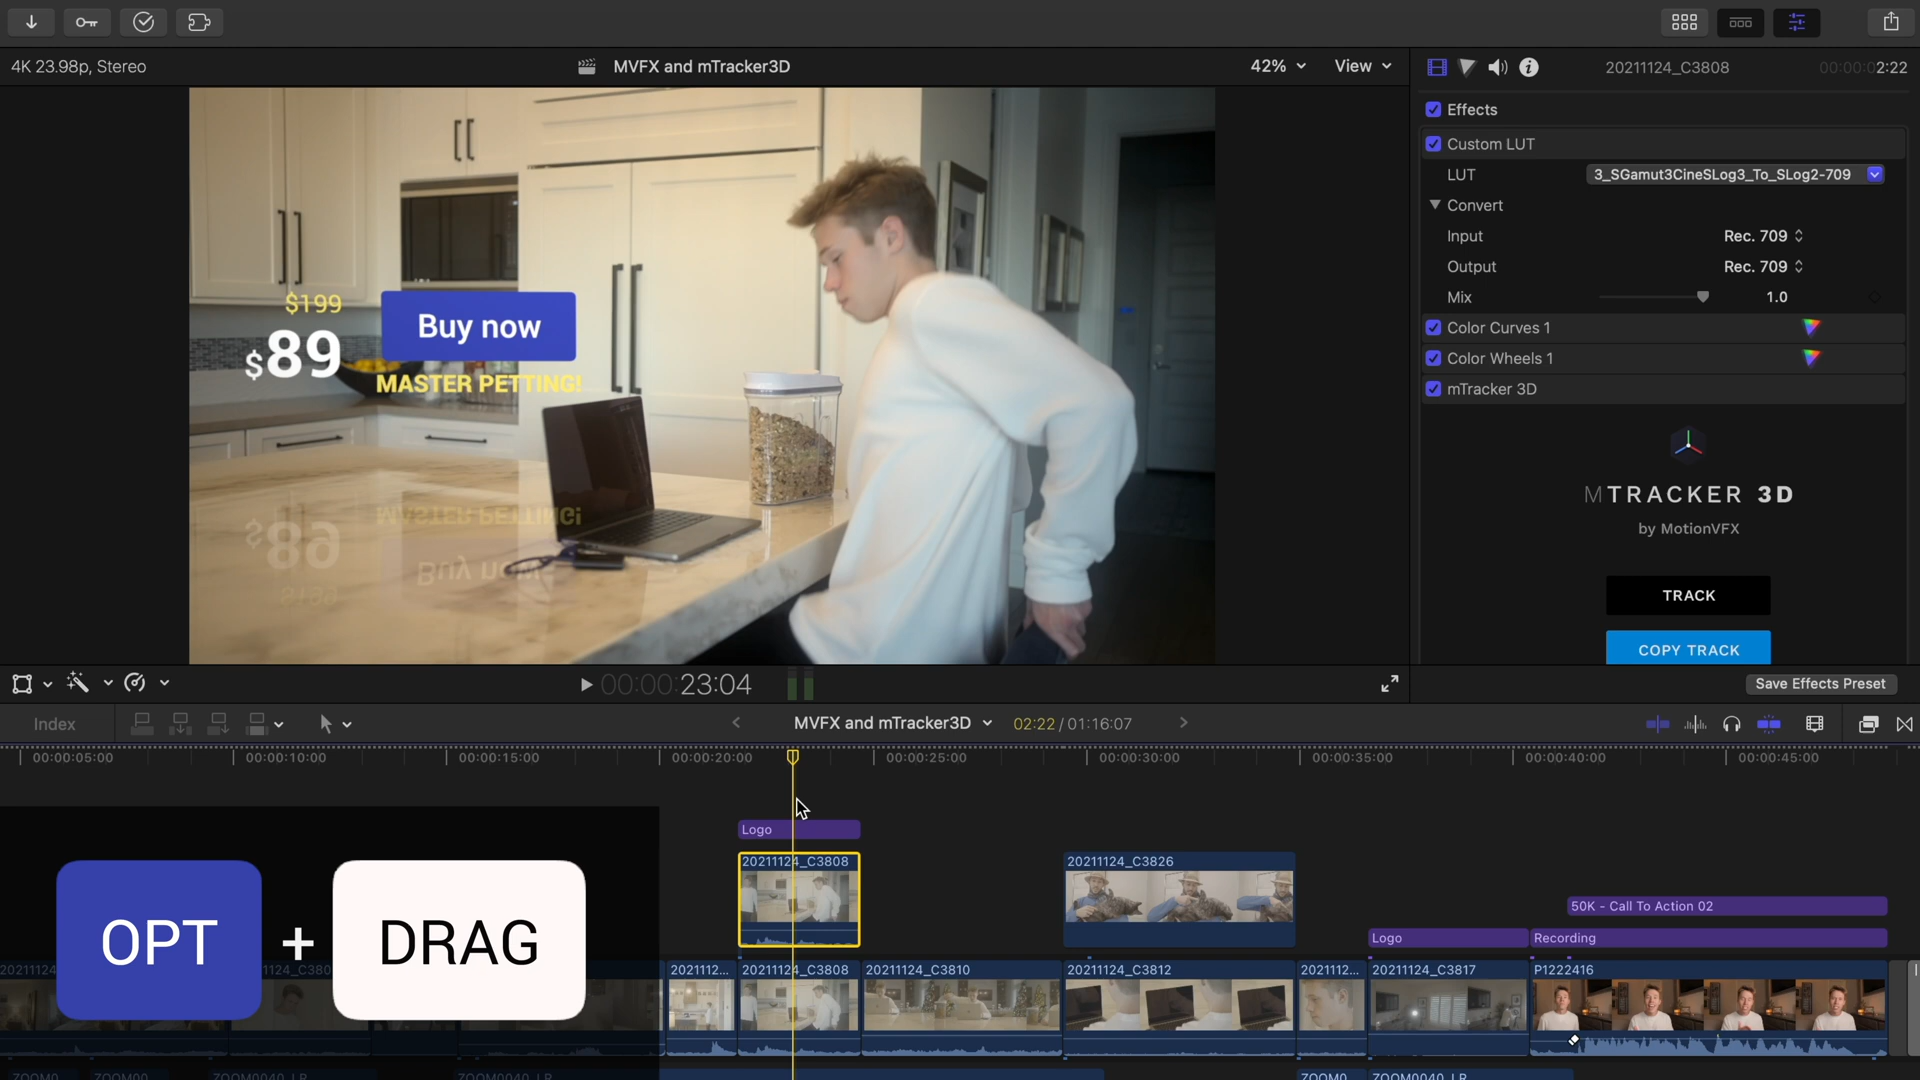 4K 23.98p, Stereo
MVFX and mTracker3D
42%
View
20211124_C3808
00:00:02:22
Effects
Custom LUT
LUT
3_SGamut3CineSLog3_To_SLog2-709
Convert
Input
Rec. 709
Output
Rec. 709
Mix
1.0
Color Curves 1
Color Wheels 1
mTracker 3D
MTRACKER 3D
by MotionVFX
TRACK
COPY TRACK
Save Effects Preset
$199
$89
Buy now
MASTER PETTING!
00:00:23:04
Index
MVFX and mTracker3D
02:22 / 01:16:07
00:00:05:00
00:00:10:00
00:00:15:00
00:00:20:00
00:00:25:00
00:00:30:00
00:00:35:00
00:00:40:00
00:00:45:00
Logo
20211124_C3808
20211124_C3826
50K - Call To Action 02
Logo
Recording
2021112...
20211124_C3808
20211124_C3810
20211124_C3812
2021112...
20211124_C3817
P1222416
OPT + DRAG
ZOOM0040_LR
ZOOM0040_LR
ZOOM0
ZOOM0040_LR